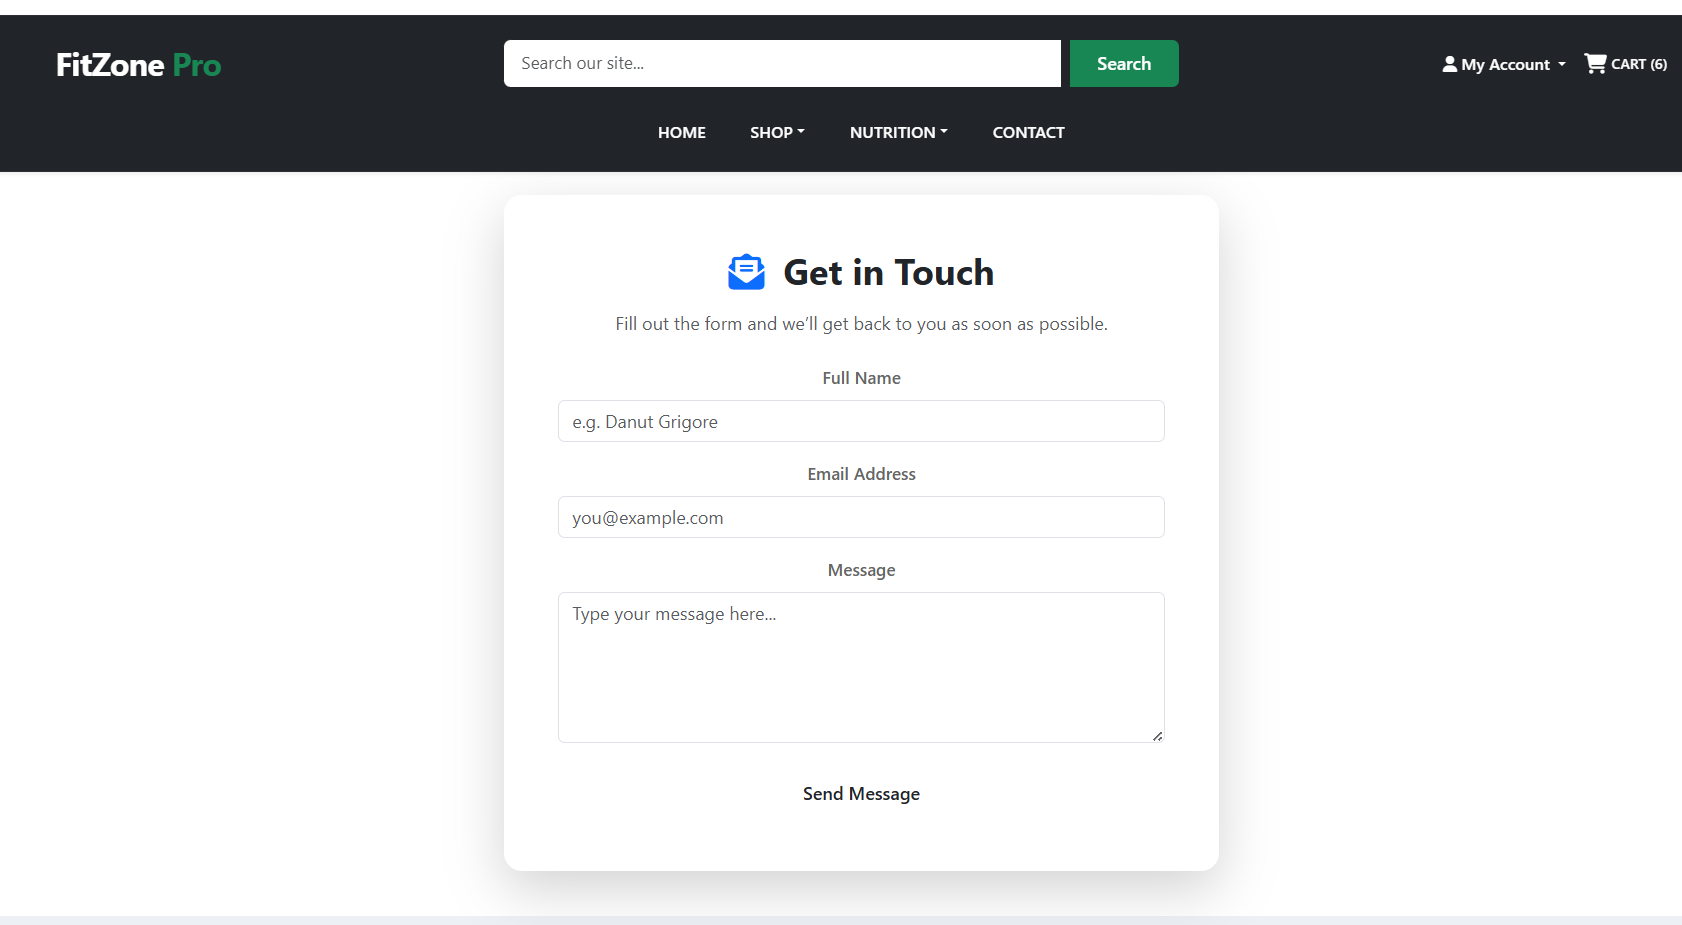 FitZone Pro
Search our site...
Search
My Account
CART (6)
HOME
SHOP
NUTRITION
CONTACT
Get in Touch
Fill out the form and we’ll get back to you as soon as possible.
Full Name
e.g. Danut Grigore
Email Address
you@example.com
Message
Type your message here...
Send Message